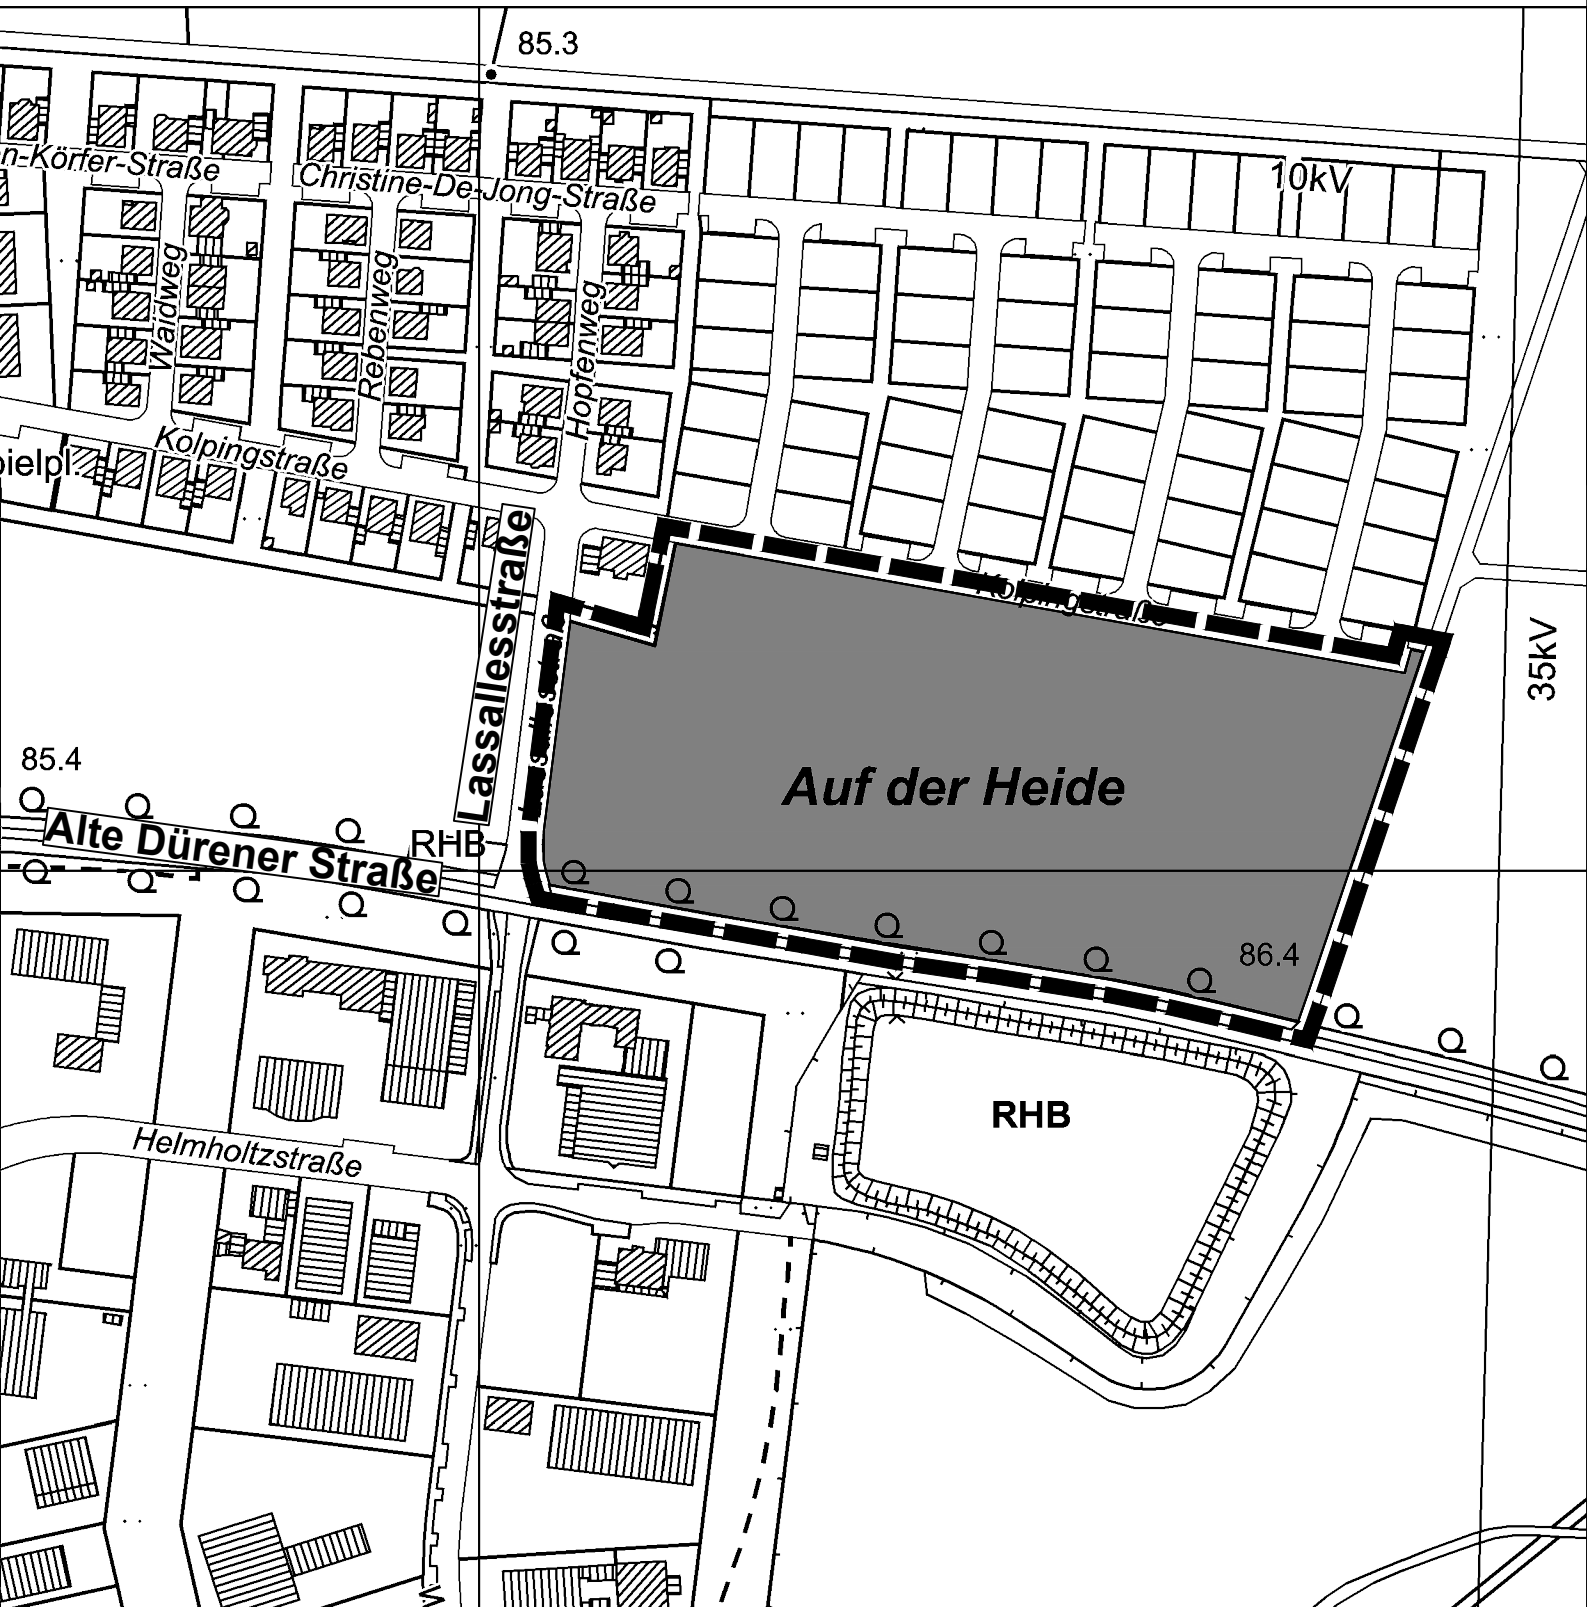 85.3
n-Körfer-Straße
Christine-De-Jong-Straße
10kV
Waidweg
Rebenweg
Hopfenweg
Kolpingstraße
pielpl.
Lassallesstraße
Kolpingstraße
35kV
85.4
Auf der Heide
Alte Dürener Straße
RHB
86.4
RHB
Helmholtzstraße